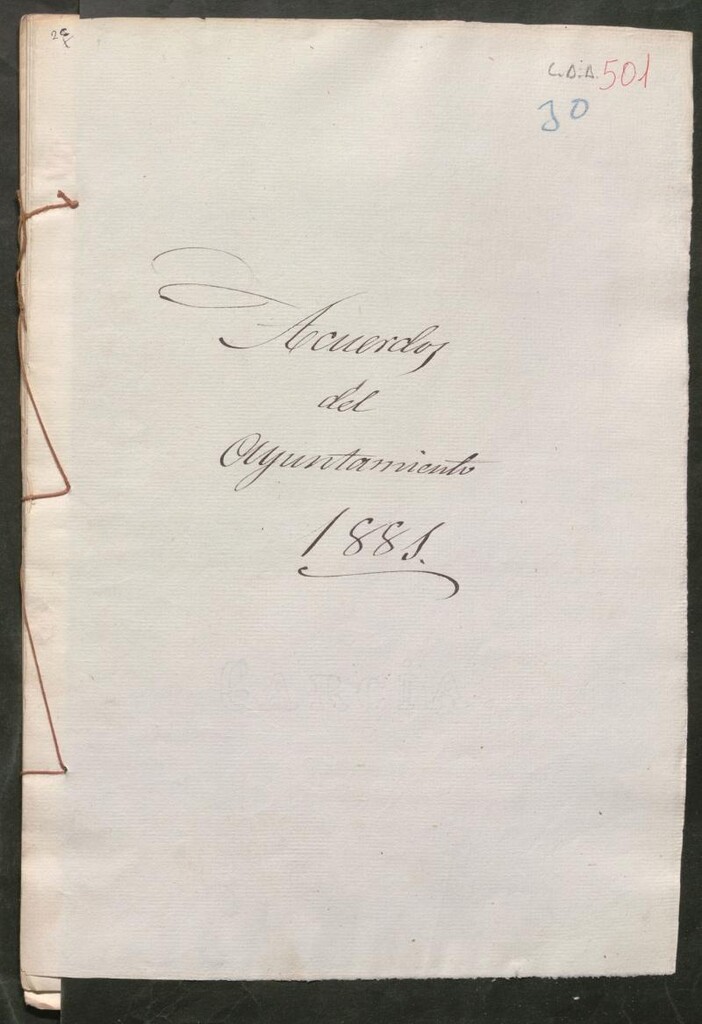 C.D.D. 501
30
Acuerdos
del
Ayuntamiento
1881.